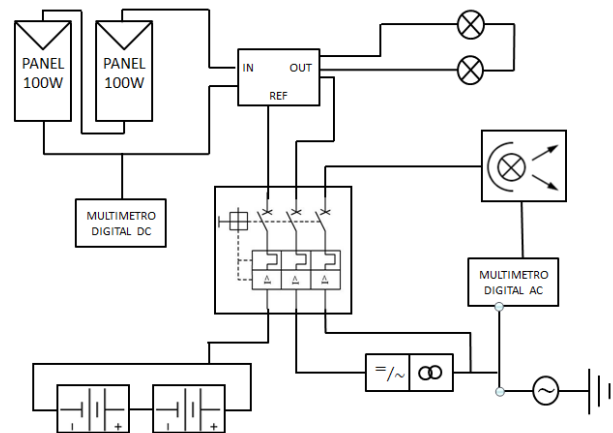 PANEL
100W
PANEL
100W
IN
OUT
REF
MULTIMETRO
DIGITAL DC
MULTIMETRO
DIGITAL AC
I>
I>
I>
=/~
~
− +
− +